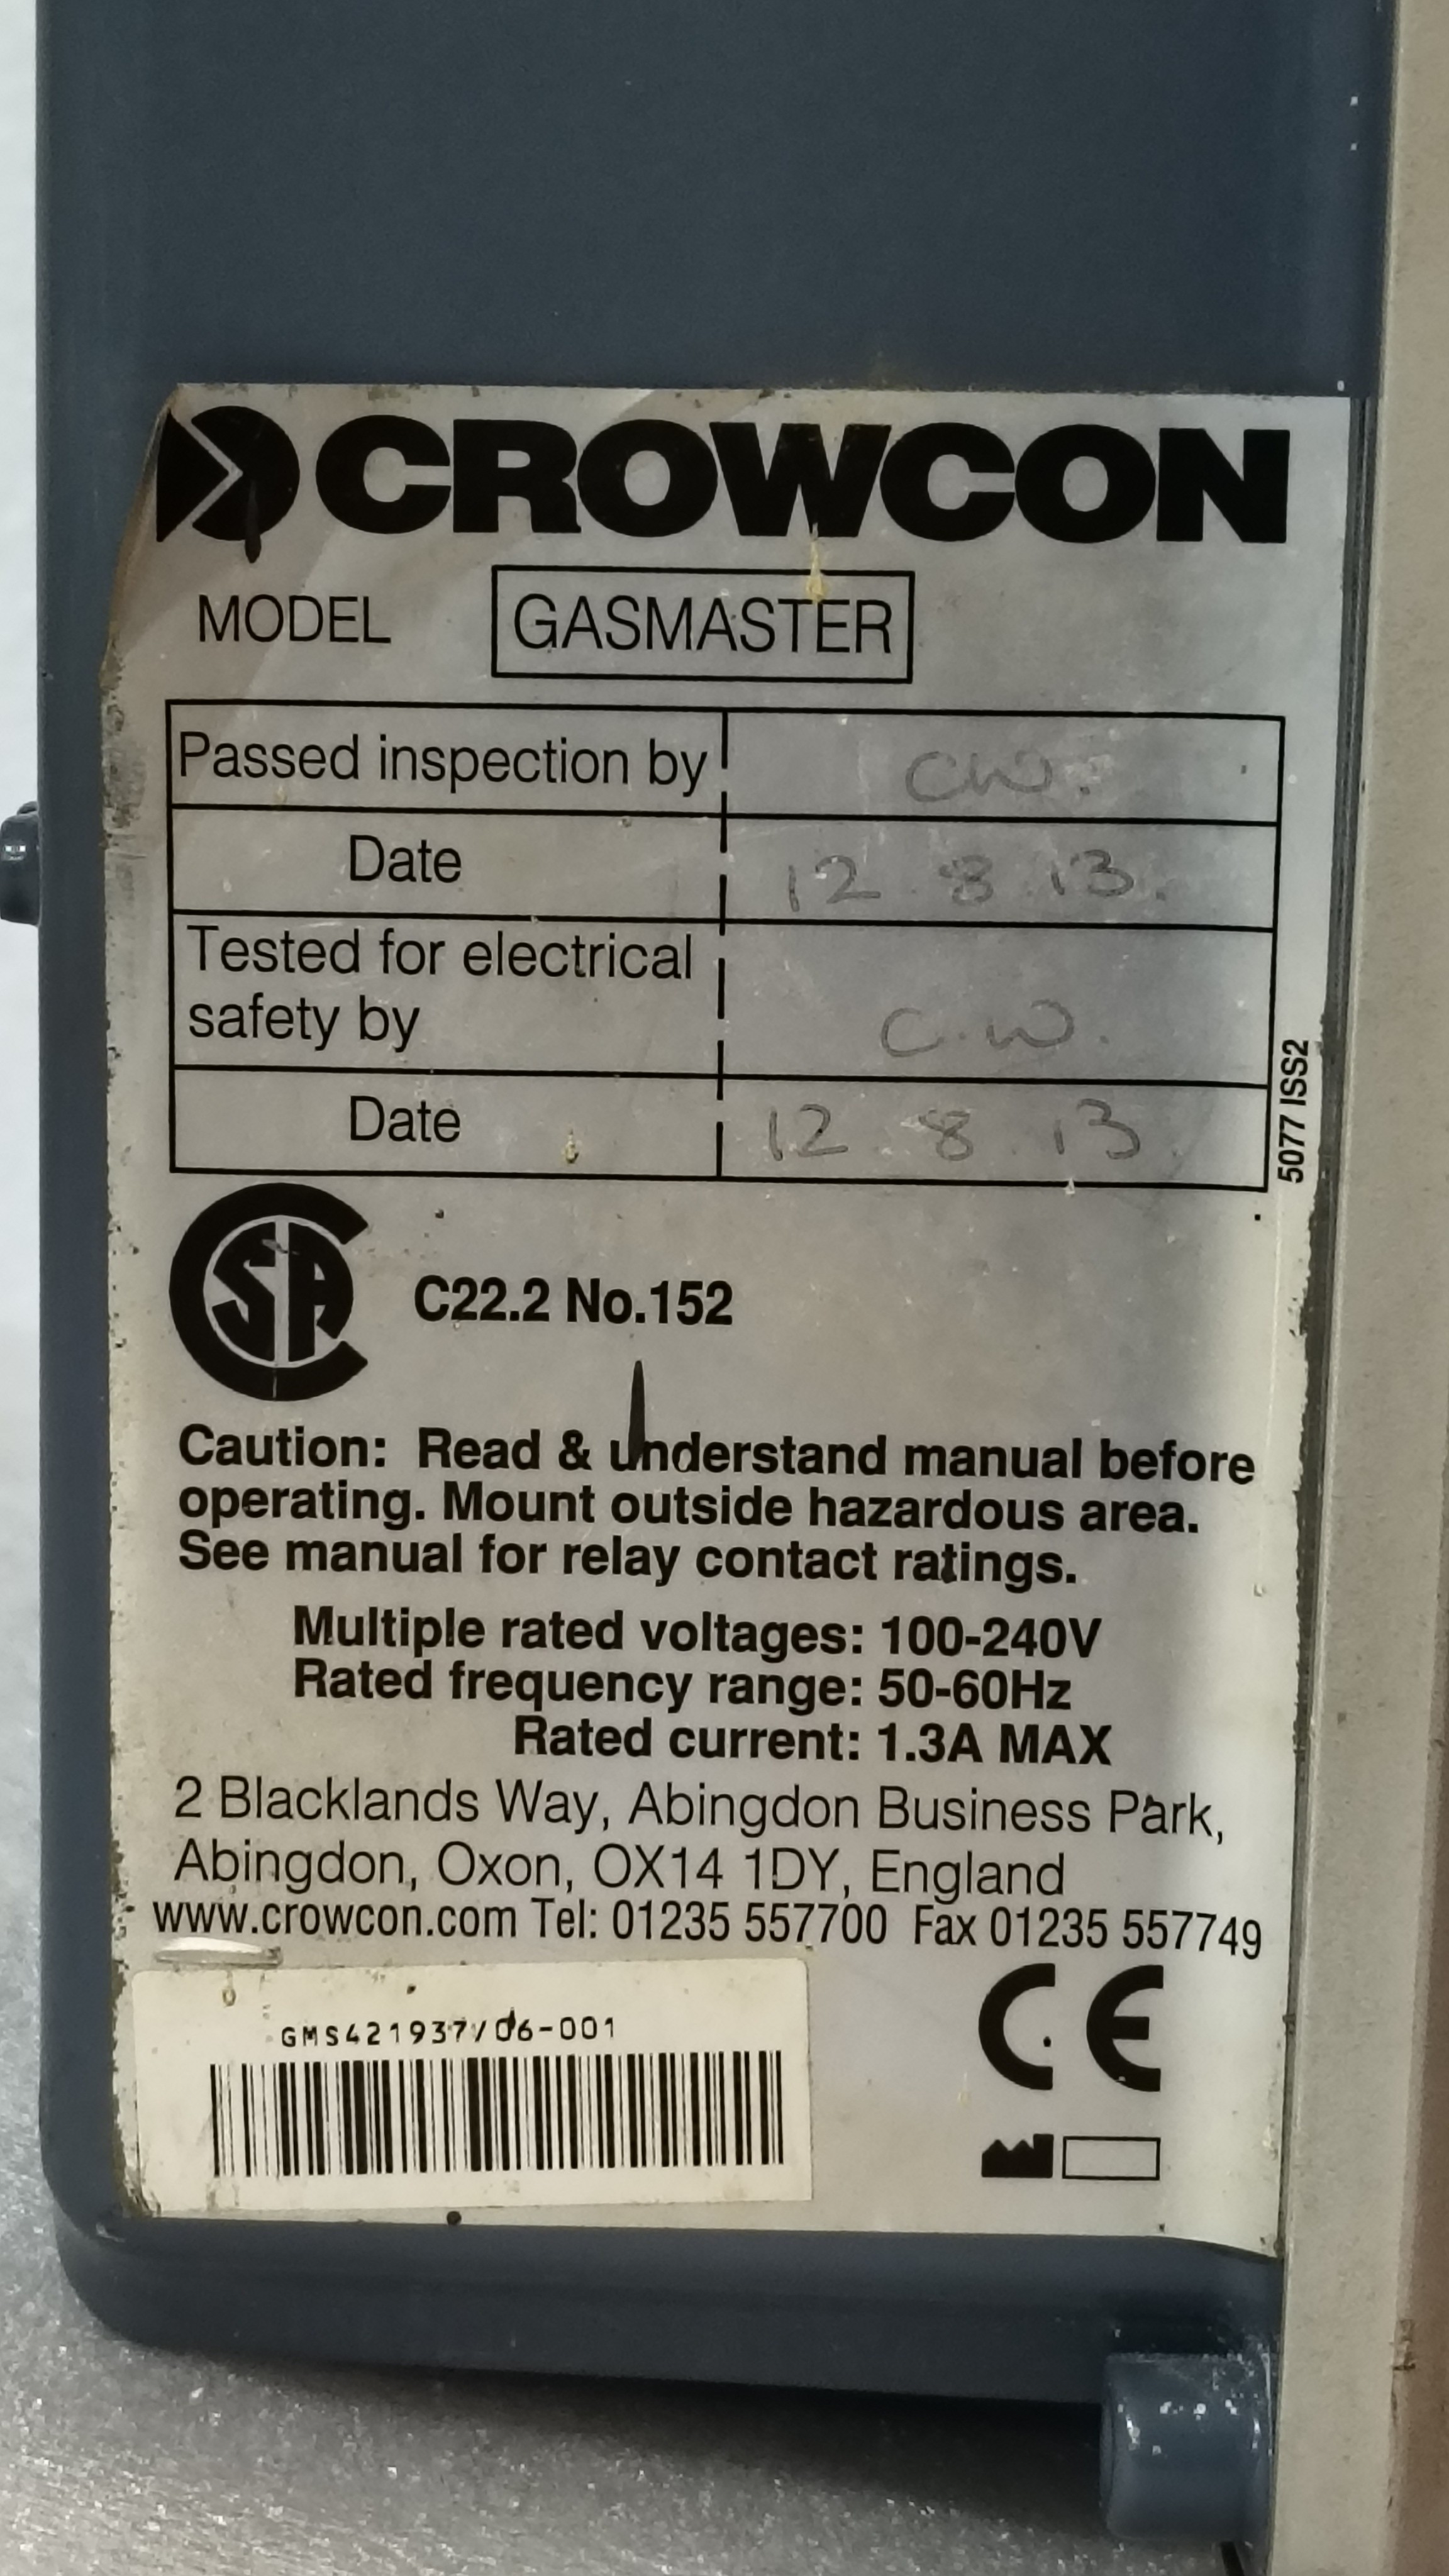 CROWCON
MODEL GASMASTER
Passed inspection by CW.
Date 12.8.13.
Tested for electrical
safety by C.W.
Date 12.8.13.
5077 ISS2
CSA C22.2 No.152
Caution: Read & understand manual before
operating. Mount outside hazardous area.
See manual for relay contact ratings.
Multiple rated voltages: 100-240V
Rated frequency range: 50-60Hz
Rated current: 1.3A MAX
2 Blacklands Way, Abingdon Business Park,
Abingdon, Oxon, OX14 1DY, England
www.crowcon.com Tel: 01235 557700 Fax 01235 557749
GMS421937/06-001
CE